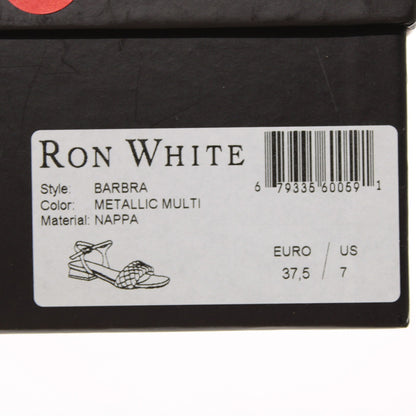 RON WHITE
Style: BARBRA
Color: METALLIC MULTI
Material: NAPPA
6 79335 60059 1
EURO / US
37,5 / 7